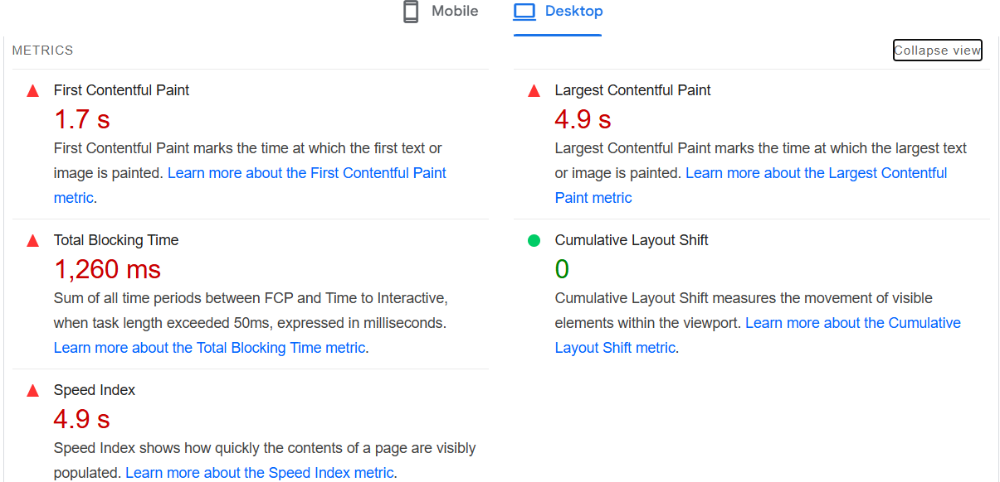 Mobile
Desktop
METRICS
Collapse view
First Contentful Paint
1.7 s
First Contentful Paint marks the time at which the first text or
image is painted. Learn more about the First Contentful Paint
metric.
Largest Contentful Paint
4.9 s
Largest Contentful Paint marks the time at which the largest text
or image is painted. Learn more about the Largest Contentful
Paint metric
Total Blocking Time
1,260 ms
Sum of all time periods between FCP and Time to Interactive,
when task length exceeded 50ms, expressed in milliseconds.
Learn more about the Total Blocking Time metric.
Cumulative Layout Shift
0
Cumulative Layout Shift measures the movement of visible
elements within the viewport. Learn more about the Cumulative
Layout Shift metric.
Speed Index
4.9 s
Speed Index shows how quickly the contents of a page are visibly
populated. Learn more about the Speed Index metric.